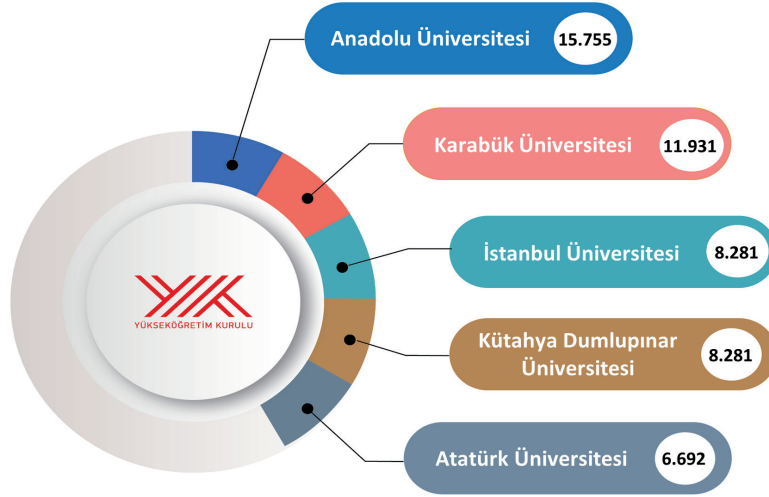 Anadolu Üniversitesi 15.755
Karabük Üniversitesi 11.931
İstanbul Üniversitesi 8.281
Kütahya Dumlupınar
Üniversitesi 8.281
Atatürk Üniversitesi 6.692
YÜKSEKÖĞRETİM KURULU